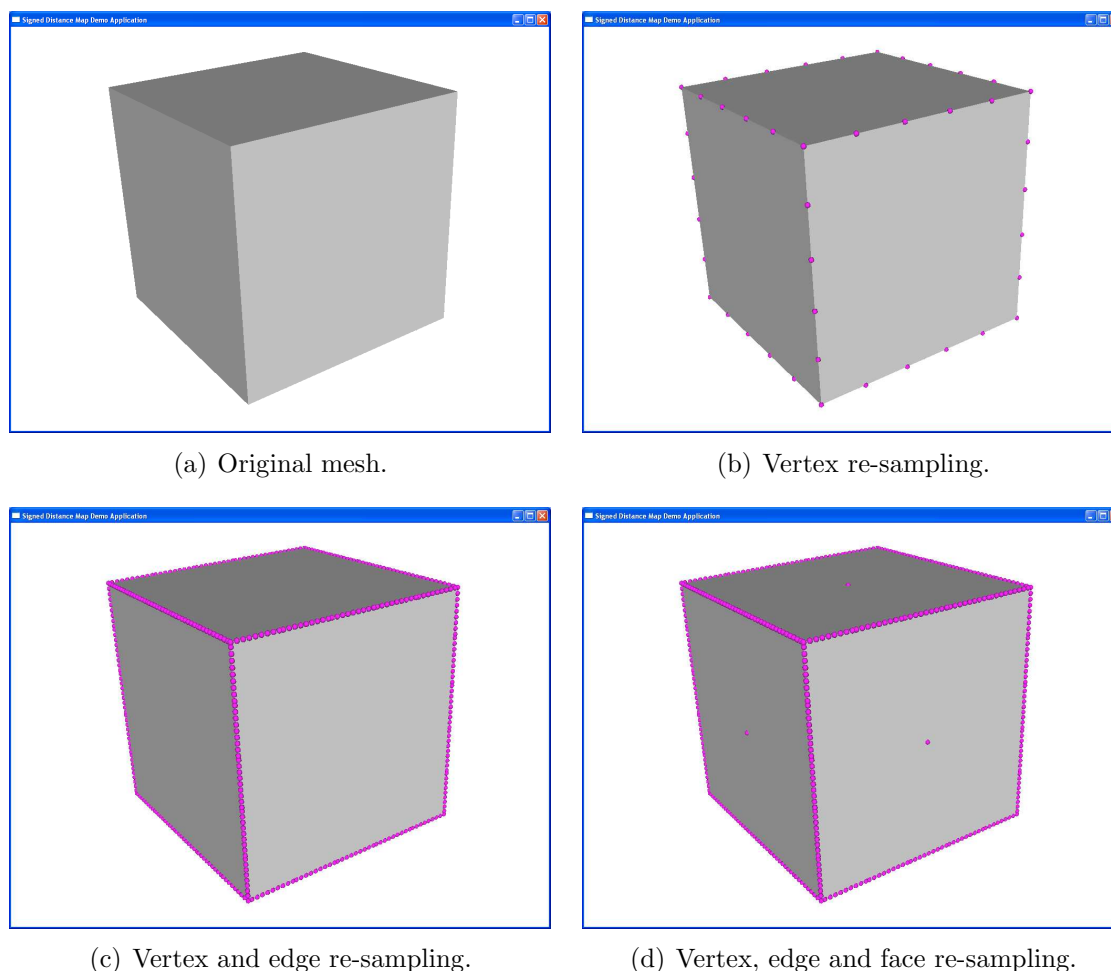 Signed Distance Map Demo Application
Signed Distance Map Demo Application
(a) Original mesh.
(b) Vertex re-sampling.
Signed Distance Map Demo Application
Signed Distance Map Demo Application
(c) Vertex and edge re-sampling.
(d) Vertex, edge and face re-sampling.